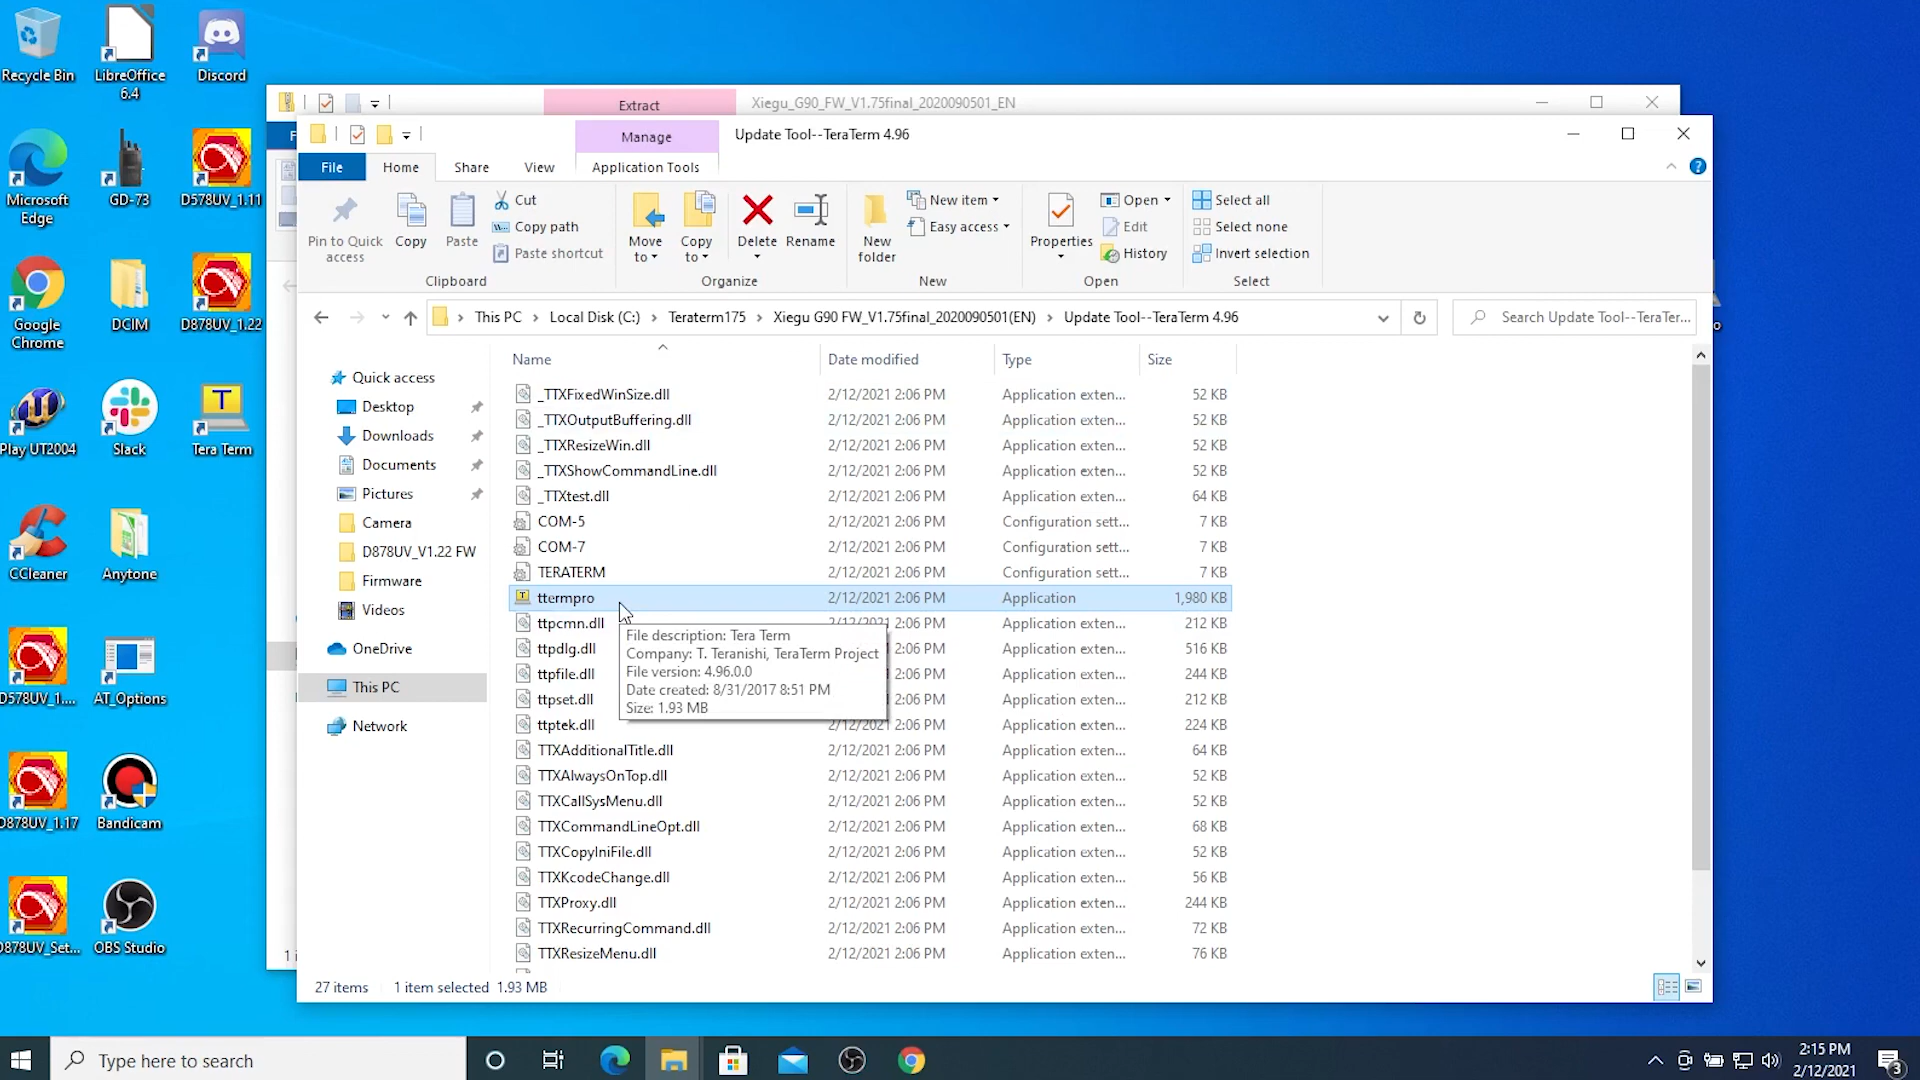 Recycle Bin
LibreOffice
6.4
Discord
Microsoft
Edge
GD-73
D578UV_1.11
Google
Chrome
DCIM
D878UV_1.22
Play UT2004
Slack
Tera Term
CCleaner
Anytone
D578UV_1....
AT_Options
D878UV_1.17
Bandicam
D878UV_Set...
OBS Studio
Extract
Xiegu_G90_FW_V1.75final_2020090501_EN
Manage
Update Tool--TeraTerm 4.96
File
Home
Share
View
Application Tools
Pin to Quick
access
Copy
Paste
Cut
Copy path
Paste shortcut
Clipboard
Move
to
Copy
to
Delete
Rename
Organize
New
folder
New item
Easy access
New
Properties
Open
Edit
History
Open
Select all
Select none
Invert selection
Select
This PC > Local Disk (C:) > Teraterm175 > Xiegu G90 FW_V1.75final_2020090501(EN) > Update Tool--TeraTerm 4.96
Search Update Tool--TeraTer...
Quick access
Desktop
Downloads
Documents
Pictures
Camera
D878UV_V1.22 FW
Firmware
Videos
OneDrive
This PC
Network
Name Date modified Type Size
_TTXFixedWinSize.dll 2/12/2021 2:06 PM Application exten... 52 KB
_TTXOutputBuffering.dll 2/12/2021 2:06 PM Application exten... 52 KB
_TTXResizeWin.dll 2/12/2021 2:06 PM Application exten... 52 KB
_TTXShowCommandLine.dll 2/12/2021 2:06 PM Application exten... 52 KB
_TTXtest.dll 2/12/2021 2:06 PM Application exten... 64 KB
COM-5 2/12/2021 2:06 PM Configuration sett... 7 KB
COM-7 2/12/2021 2:06 PM Configuration sett... 7 KB
TERATERM 2/12/2021 2:06 PM Configuration sett... 7 KB
ttermpro 2/12/2021 2:06 PM Application 1,980 KB
ttpcmn.dll 2/12/2021 2:06 PM Application exten... 212 KB
ttpdlg.dll 2/12/2021 2:06 PM Application exten... 516 KB
ttpfile.dll 2/12/2021 2:06 PM Application exten... 244 KB
ttpset.dll 2/12/2021 2:06 PM Application exten... 212 KB
ttptek.dll 2/12/2021 2:06 PM Application exten... 224 KB
TTXAdditionalTitle.dll 2/12/2021 2:06 PM Application exten... 64 KB
TTXAlwaysOnTop.dll 2/12/2021 2:06 PM Application exten... 52 KB
TTXCallSysMenu.dll 2/12/2021 2:06 PM Application exten... 52 KB
TTXCommandLineOpt.dll 2/12/2021 2:06 PM Application exten... 68 KB
TTXCopyIniFile.dll 2/12/2021 2:06 PM Application exten... 52 KB
TTXKcodeChange.dll 2/12/2021 2:06 PM Application exten... 56 KB
TTXProxy.dll 2/12/2021 2:06 PM Application exten... 244 KB
TTXRecurringCommand.dll 2/12/2021 2:06 PM Application exten... 72 KB
TTXResizeMenu.dll 2/12/2021 2:06 PM Application exten... 76 KB
File description: Tera Term
Company: T. Teranishi, TeraTerm Project
File version: 4.96.0.0
Date created: 8/31/2017 8:51 PM
Size: 1.93 MB
27 items 1 item selected 1.93 MB
Type here to search
2:15 PM
2/12/2021
3